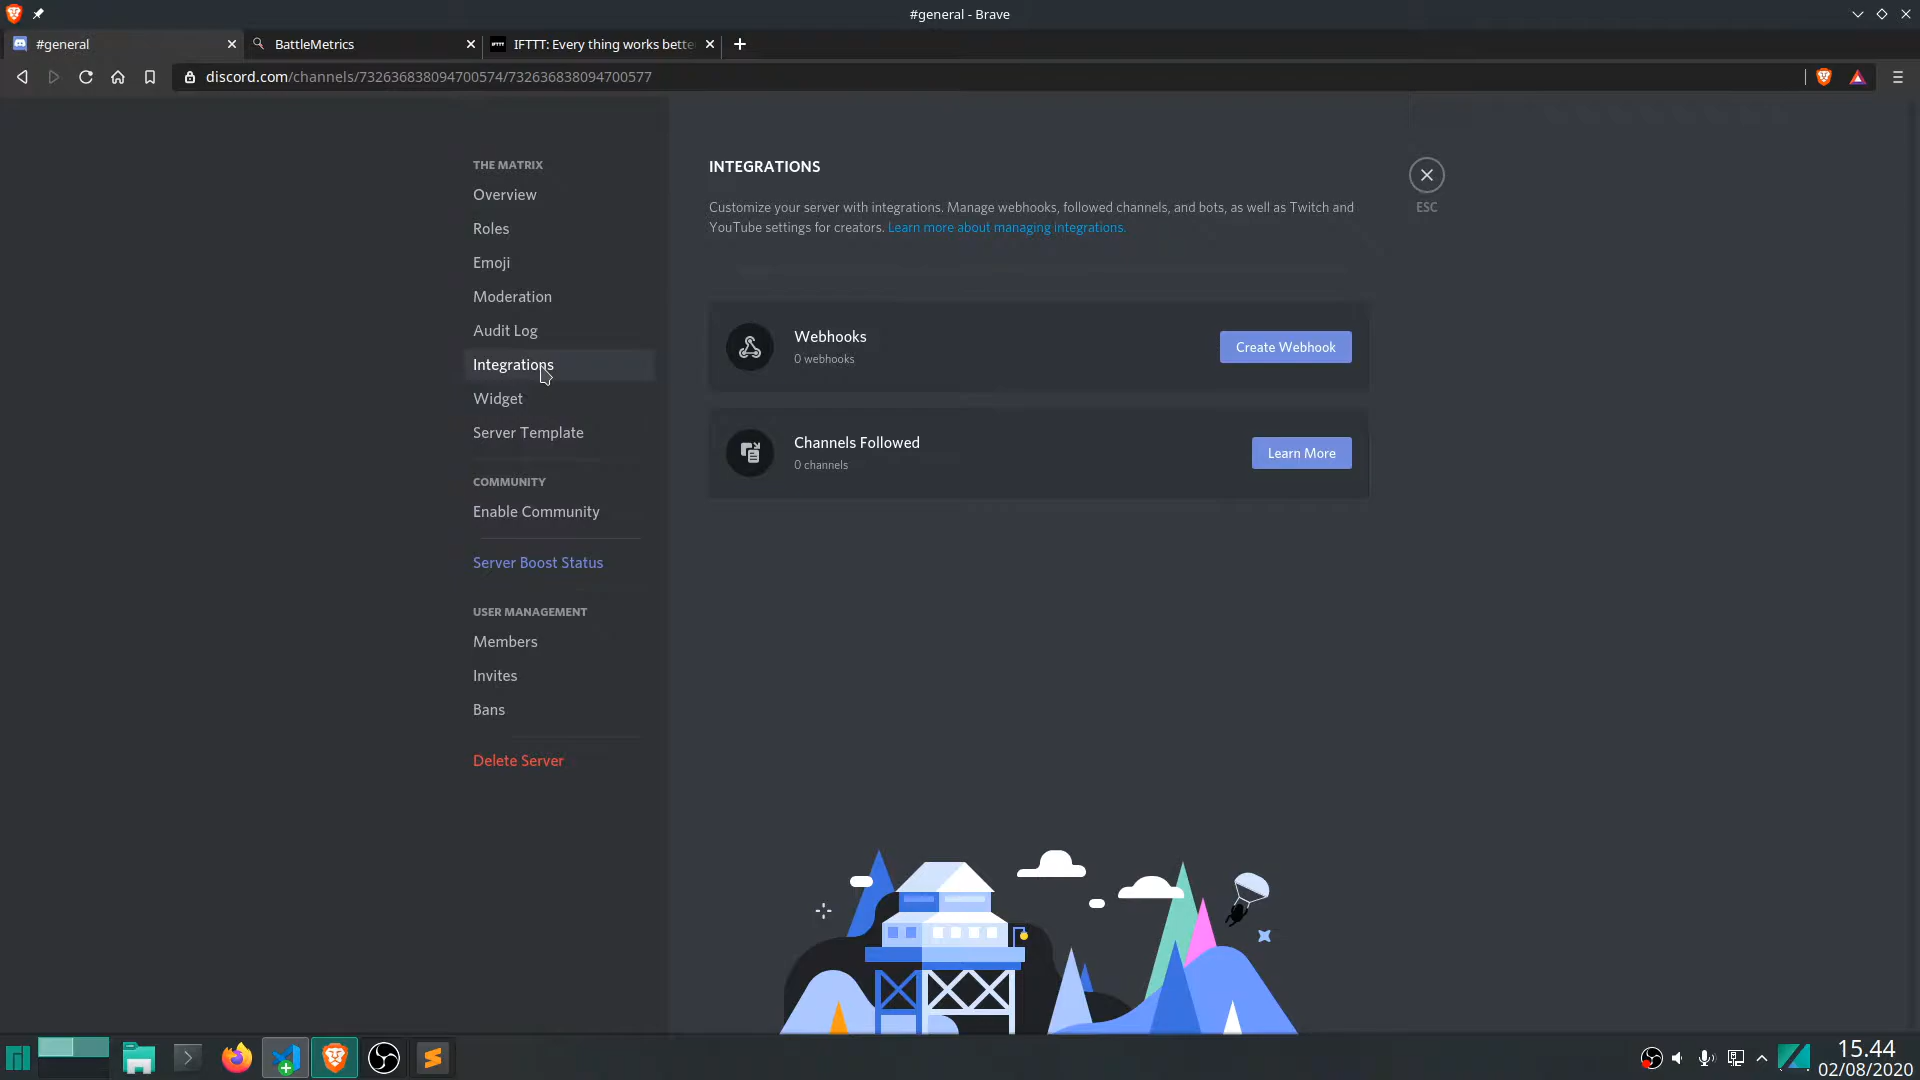 #general - Brave
#general
BattleMetrics
IFTTT: Every thing works bette
discord.com/channels/732636838094700574/732636838094700577
THE MATRIX
Overview
Roles
Emoji
Moderation
Audit Log
Integrations
Widget
Server Template
COMMUNITY
Enable Community
Server Boost Status
USER MANAGEMENT
Members
Invites
Bans
Delete Server
INTEGRATIONS
Customize your server with integrations. Manage webhooks, followed channels, and bots, as well as Twitch and
YouTube settings for creators. Learn more about managing integrations.
Webhooks
0 webhooks
Create Webhook
Channels Followed
0 channels
Learn More
ESC
15.44
02/08/2020